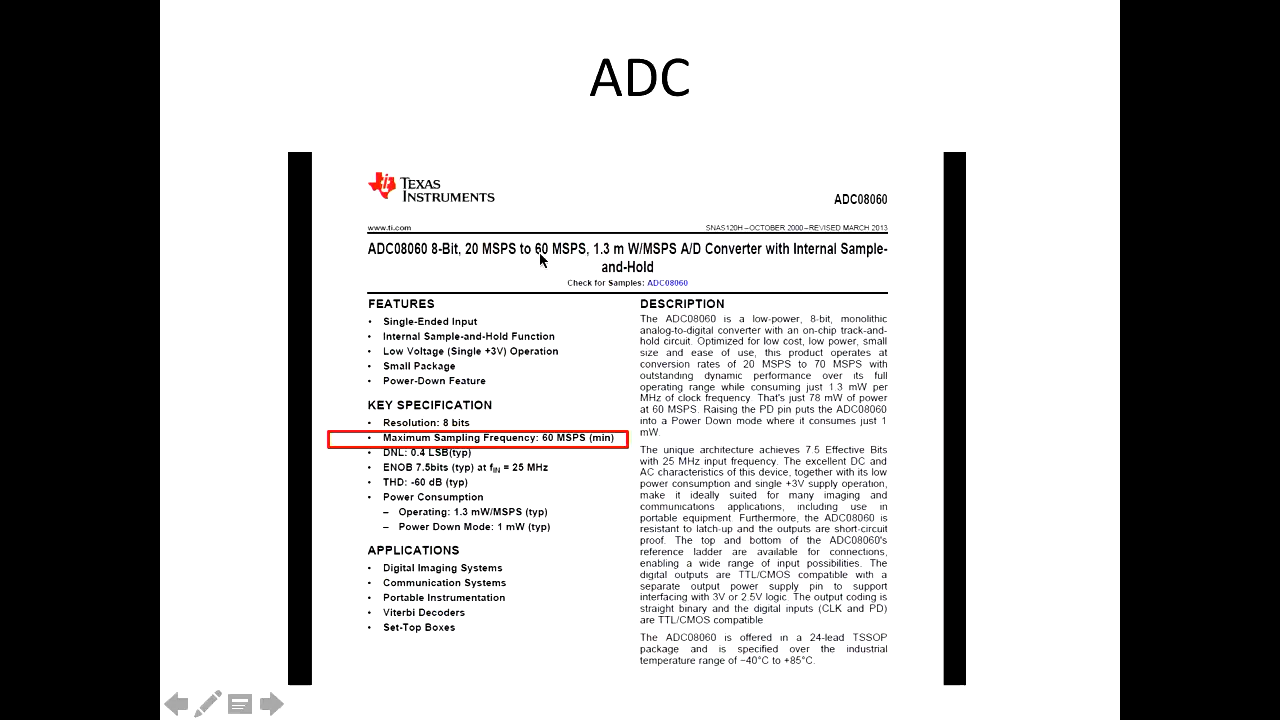 ADC
TEXAS
INSTRUMENTS
ADC08060
www.ti.com
SNAS120H – OCTOBER 2000 – REVISED MARCH 2013
ADC08060 8-Bit, 20 MSPS to 60 MSPS, 1.3 m W/MSPS A/D Converter with Internal Sample-
and-Hold
Check for Samples: ADC08060
FEATURES
• Single-Ended Input
• Internal Sample-and-Hold Function
• Low Voltage (Single +3V) Operation
• Small Package
• Power-Down Feature
KEY SPECIFICATION
• Resolution: 8 bits
• Maximum Sampling Frequency: 60 MSPS (min)
• DNL: 0.4 LSB(typ)
• ENOB 7.5bits (typ) at fIN = 25 MHz
• THD: -60 dB (typ)
• Power Consumption
– Operating: 1.3 mW/MSPS (typ)
– Power Down Mode: 1 mW (typ)
APPLICATIONS
• Digital Imaging Systems
• Communication Systems
• Portable Instrumentation
• Viterbi Decoders
• Set-Top Boxes
DESCRIPTION
The ADC08060 is a low-power, 8-bit, monolithic
analog-to-digital converter with an on-chip track-and-
hold circuit. Optimized for low cost, low power, small
size and ease of use, this product operates at
conversion rates of 20 MSPS to 70 MSPS with
outstanding dynamic performance over its full
operating range while consuming just 1.3 mW per
MHz of clock frequency. That's just 78 mW of power
at 60 MSPS. Raising the PD pin puts the ADC08060
into a Power Down mode where it consumes just 1
mW.
The unique architecture achieves 7.5 Effective Bits
with 25 MHz input frequency. The excellent DC and
AC characteristics of this device, together with its low
power consumption and single +3V supply operation,
make it ideally suited for many imaging and
communications applications, including use in
portable equipment. Furthermore, the ADC08060 is
resistant to latch-up and the outputs are short-circuit
proof. The top and bottom of the ADC08060's
reference ladder are available for connections,
enabling a wide range of input possibilities. The
digital outputs are TTL/CMOS compatible with a
separate output power supply pin to support
interfacing with 3V or 2.5V logic. The output coding is
straight binary and the digital inputs (CLK and PD)
are TTL/CMOS compatible
The ADC08060 is offered in a 24-lead TSSOP
package and is specified over the industrial
temperature range of −40°C to +85°C.